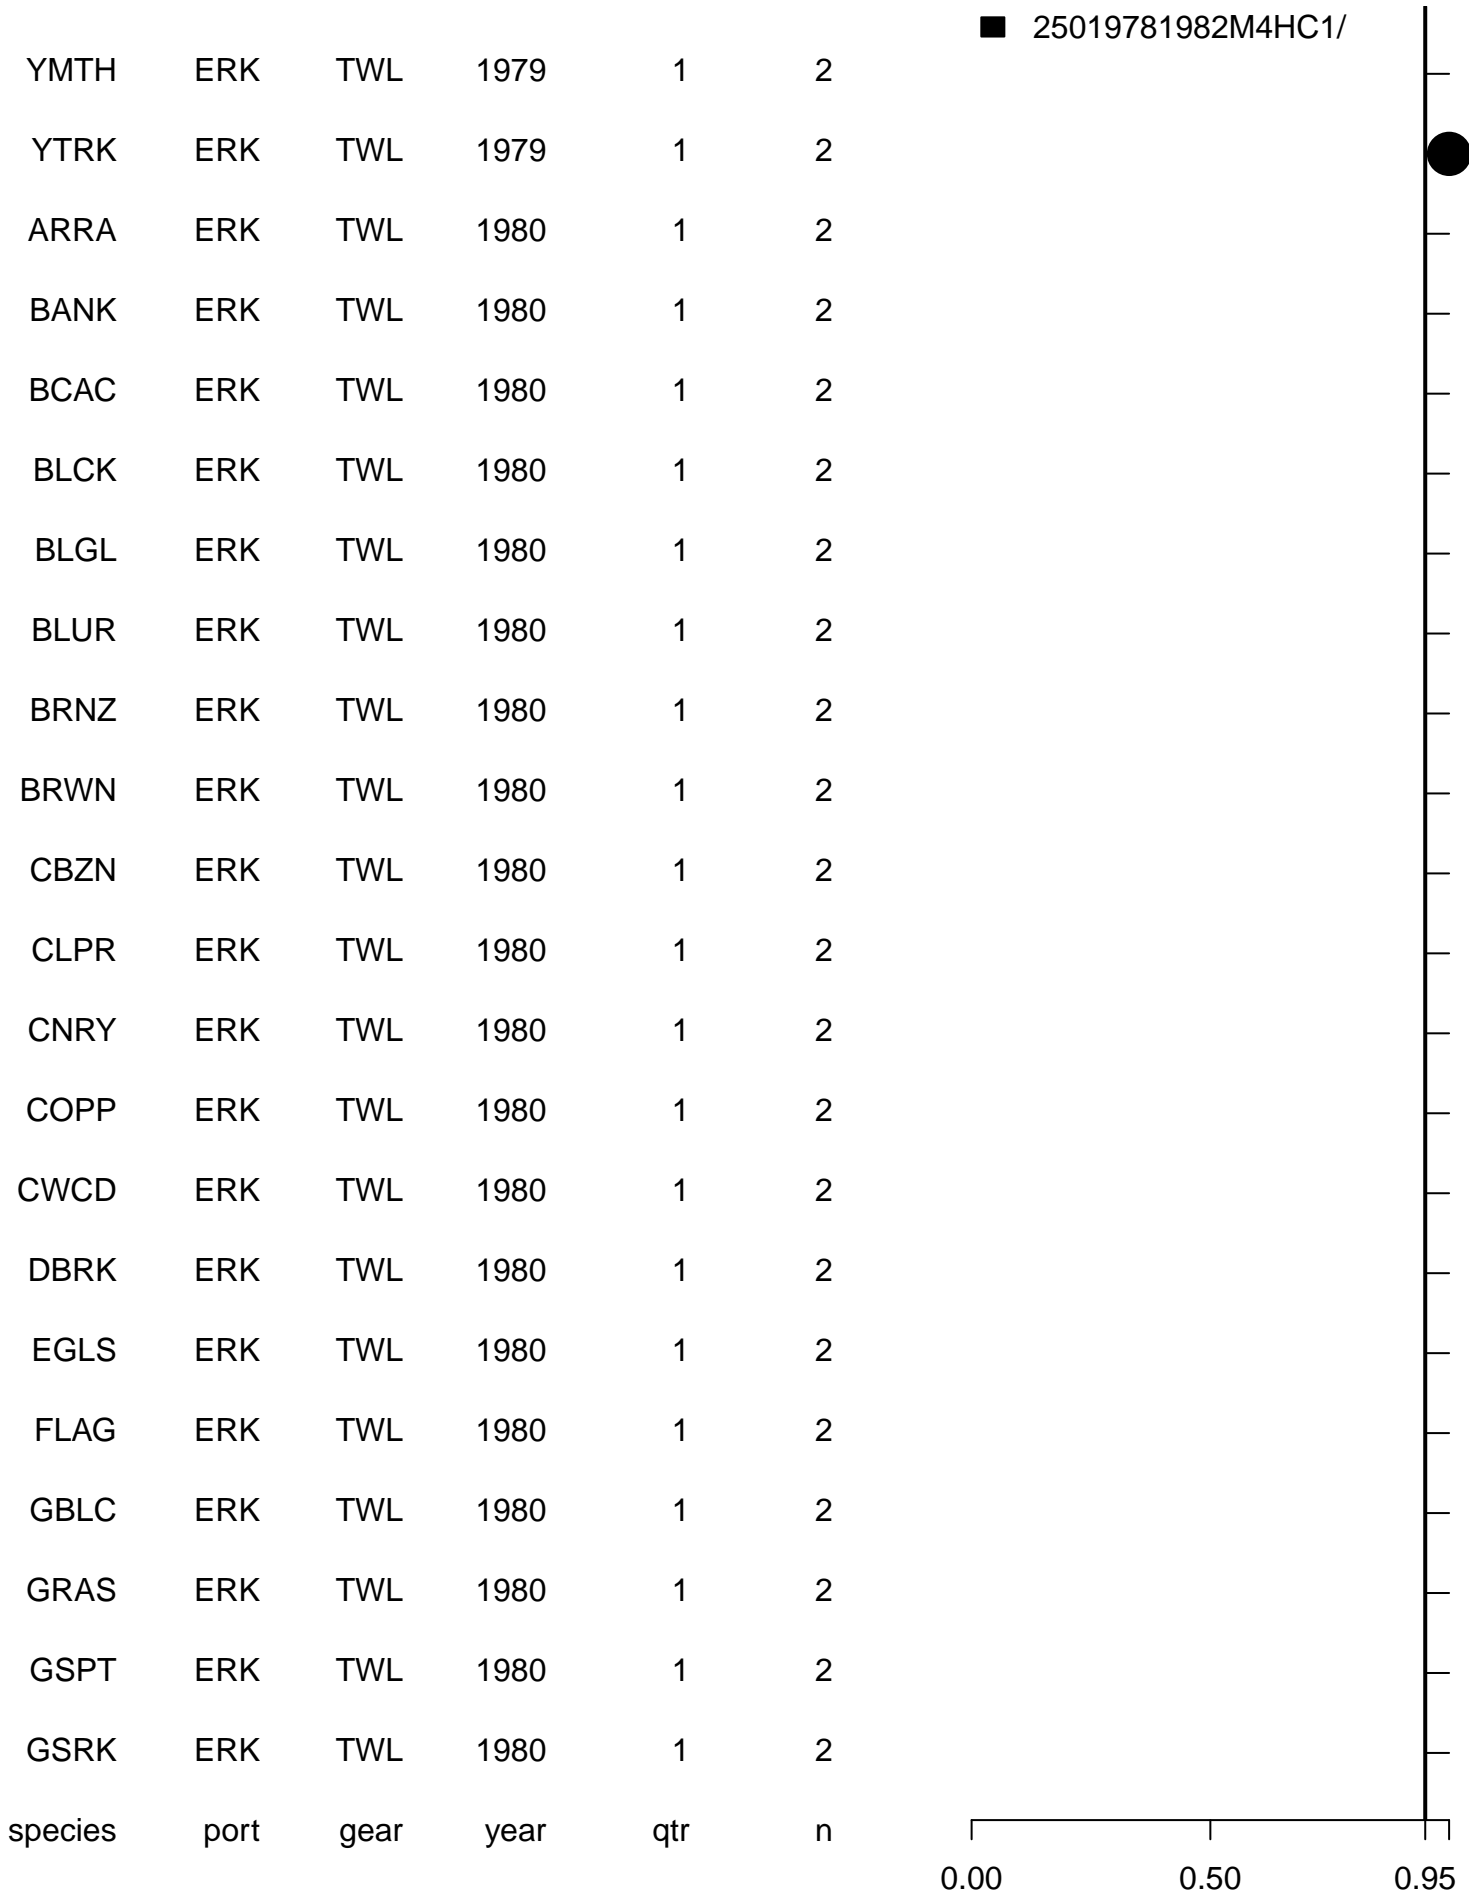 25019781982M4HC1/
YMTH ERK TWL 1979 1 2
YTRK ERK TWL 1979 1 2
ARRA ERK TWL 1980 1 2
BANK ERK TWL 1980 1 2
BCAC ERK TWL 1980 1 2
BLCK ERK TWL 1980 1 2
BLGL ERK TWL 1980 1 2
BLUR ERK TWL 1980 1 2
BRNZ ERK TWL 1980 1 2
BRWN ERK TWL 1980 1 2
CBZN ERK TWL 1980 1 2
CLPR ERK TWL 1980 1 2
CNRY ERK TWL 1980 1 2
COPP ERK TWL 1980 1 2
CWCD ERK TWL 1980 1 2
DBRK ERK TWL 1980 1 2
EGLS ERK TWL 1980 1 2
FLAG ERK TWL 1980 1 2
GBLC ERK TWL 1980 1 2
GRAS ERK TWL 1980 1 2
GSPT ERK TWL 1980 1 2
GSRK ERK TWL 1980 1 2
species port gear year qtr n
0.00 0.50 0.95